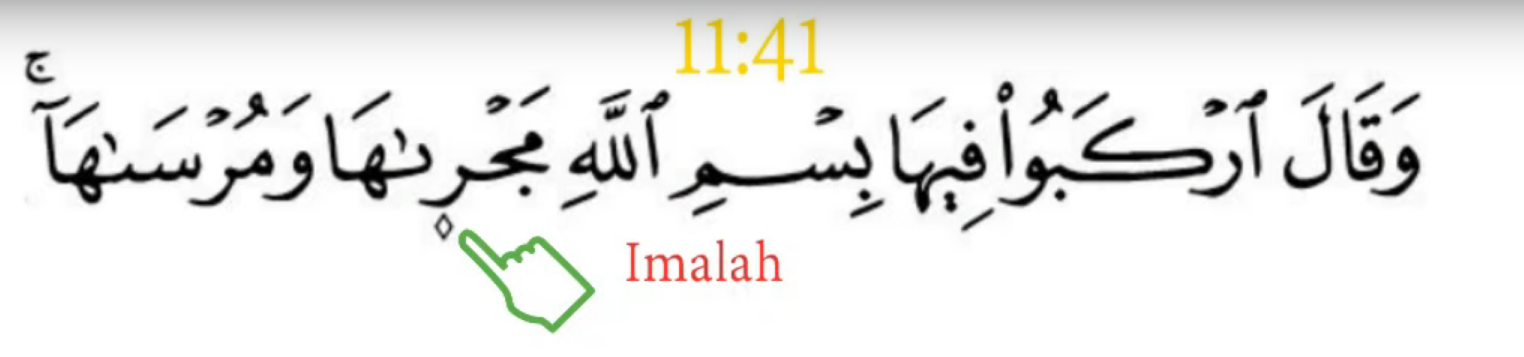 11:41
وَقَالَ ٱرۡكَبُواْ فِيهَا بِسۡمِ ٱللَّهِ مَجۡر۪ىٰهَا وَمُرۡسَىٰهَآۚ
Imalah